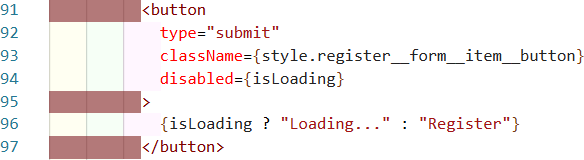 91 <button
92 type="submit"
93 className={style.register__form__item__button}
94 disabled={isLoading}
95 >
96 {isLoading ? "Loading..." : "Register"}
97 </button>